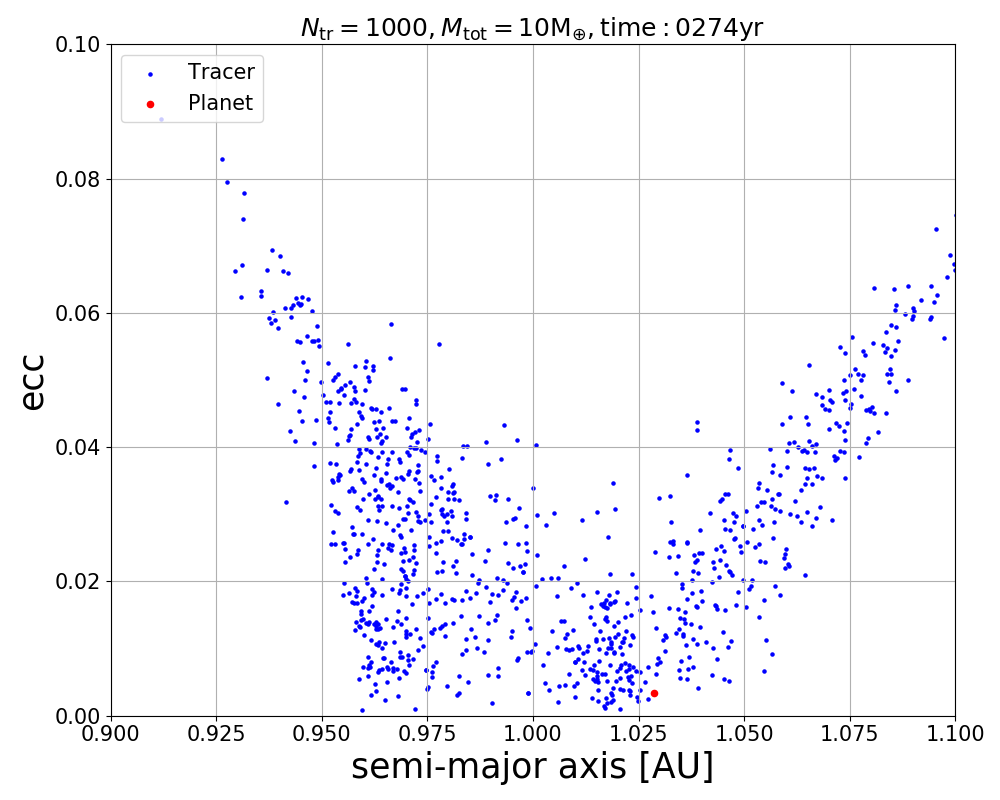 N_tr = 1000, M_tot = 10M_⊕, time : 0274yr
Tracer
Planet
0.10
0.08
0.06
0.04
0.02
0.00
ecc
0.900 0.925 0.950 0.975 1.000 1.025 1.050 1.075 1.100
semi-major axis [AU]